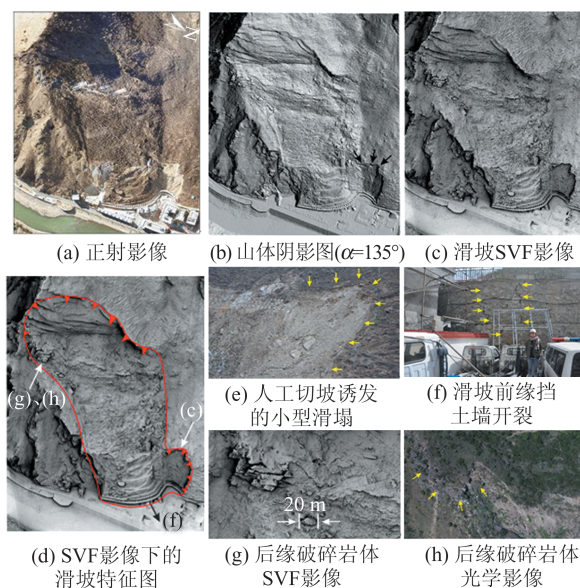 N
(a) 正射影像
(b) 山体阴影图(α=135°)
(c) 滑坡SVF影像
(g)、(h)
(c)
(f)
(d) SVF影像下的
滑坡特征图
(e) 人工切坡诱发
的小型滑塌
(f) 滑坡前缘挡
土墙开裂
20 m
(g) 后缘破碎岩体
SVF影像
(h) 后缘破碎岩体
光学影像